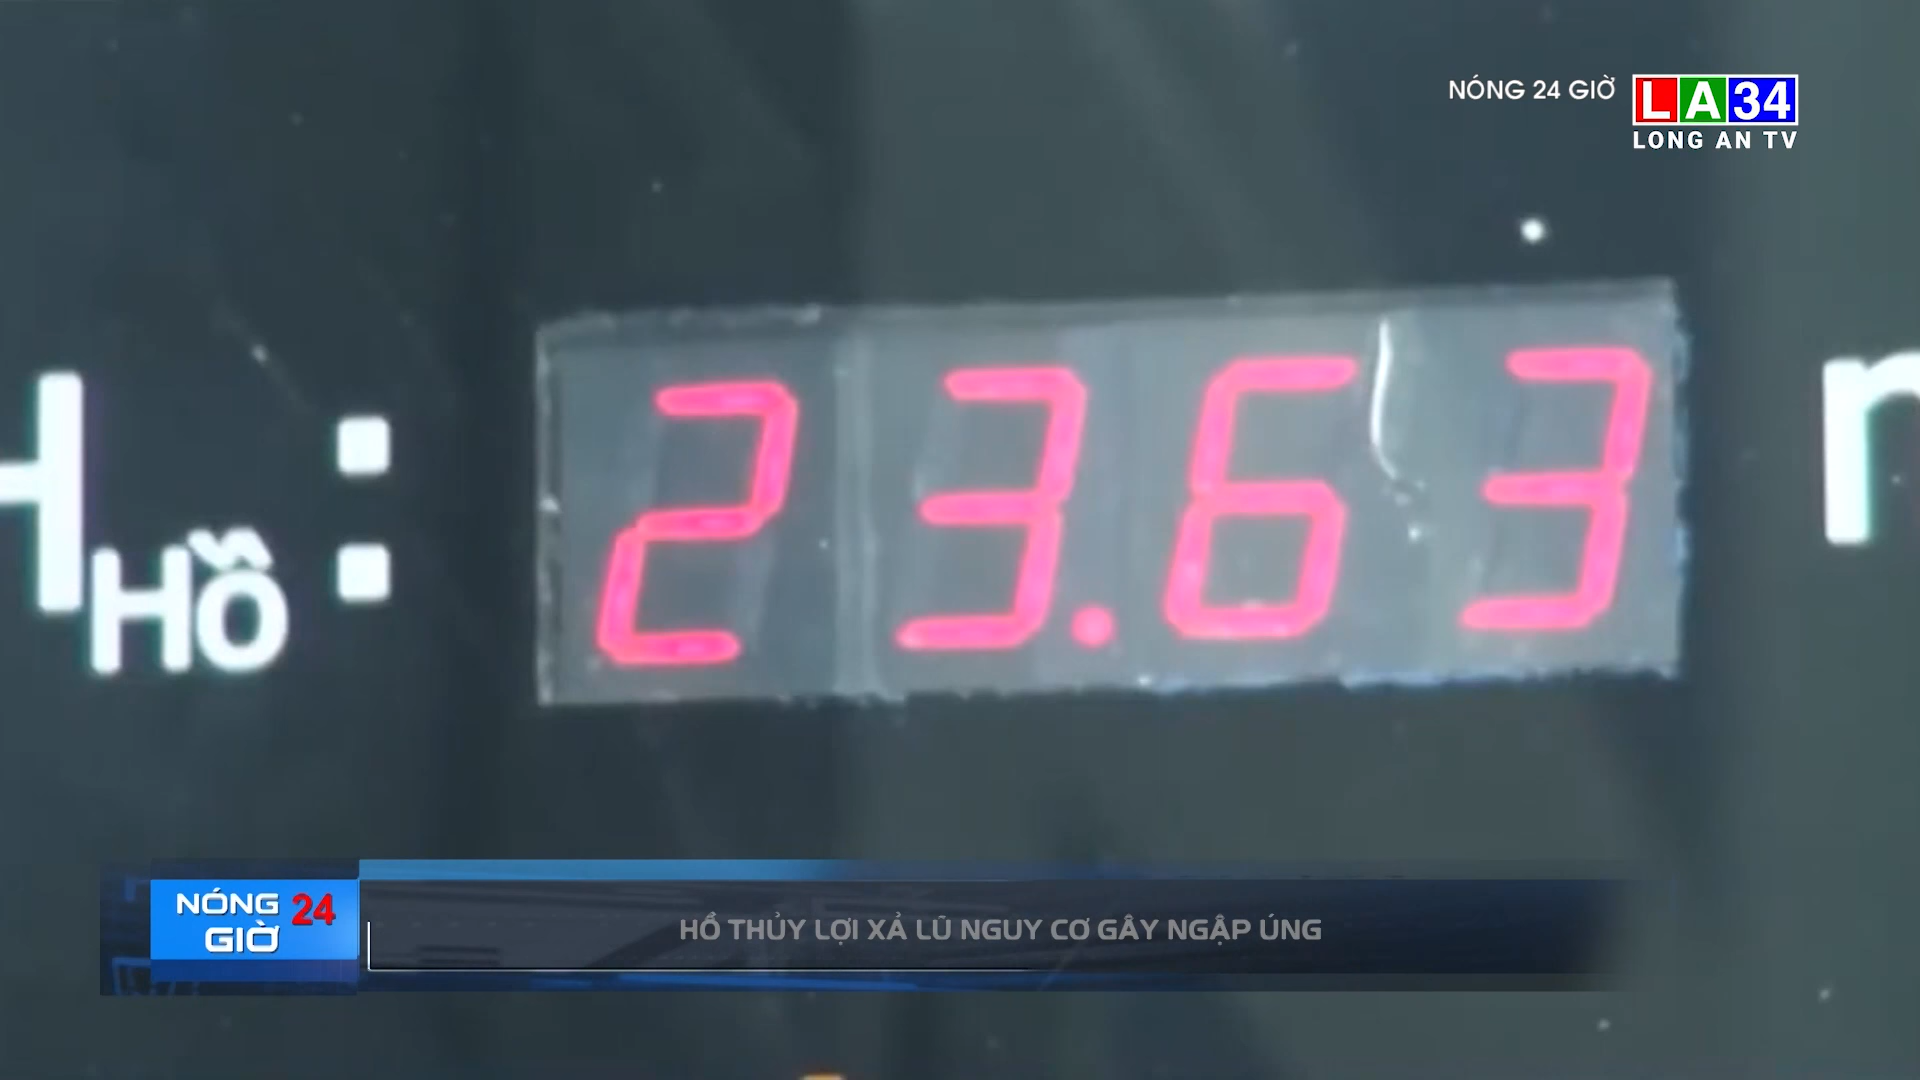 NÓNG 24 GIỜ
LA34
LONG AN TV
H Hồ : 23.63
NÓNG 24
GIỜ
HỒ THỦY LỢI XẢ LŨ NGUY CƠ GÂY NGẬP ÚNG